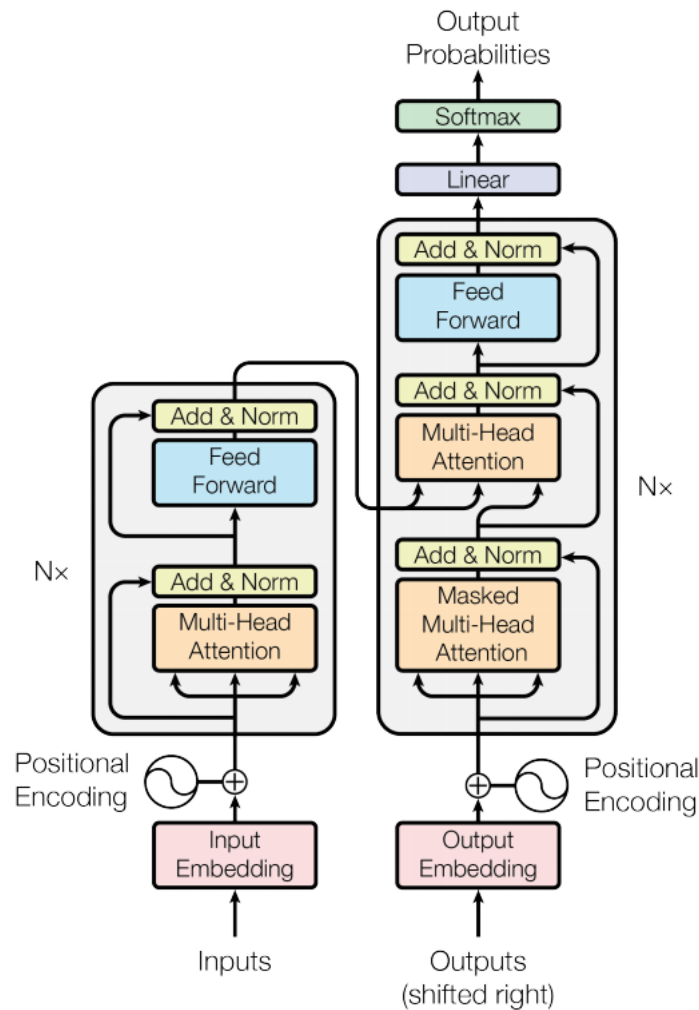 Output
Probabilities
Softmax
Linear
Add & Norm
Feed
Forward
Add & Norm
Multi-Head
Attention
Add & Norm
Masked
Multi-Head
Attention
N×
Add & Norm
Feed
Forward
Add & Norm
Multi-Head
Attention
N×
Positional
Encoding
Positional
Encoding
Input
Embedding
Output
Embedding
Inputs
Outputs
(shifted right)